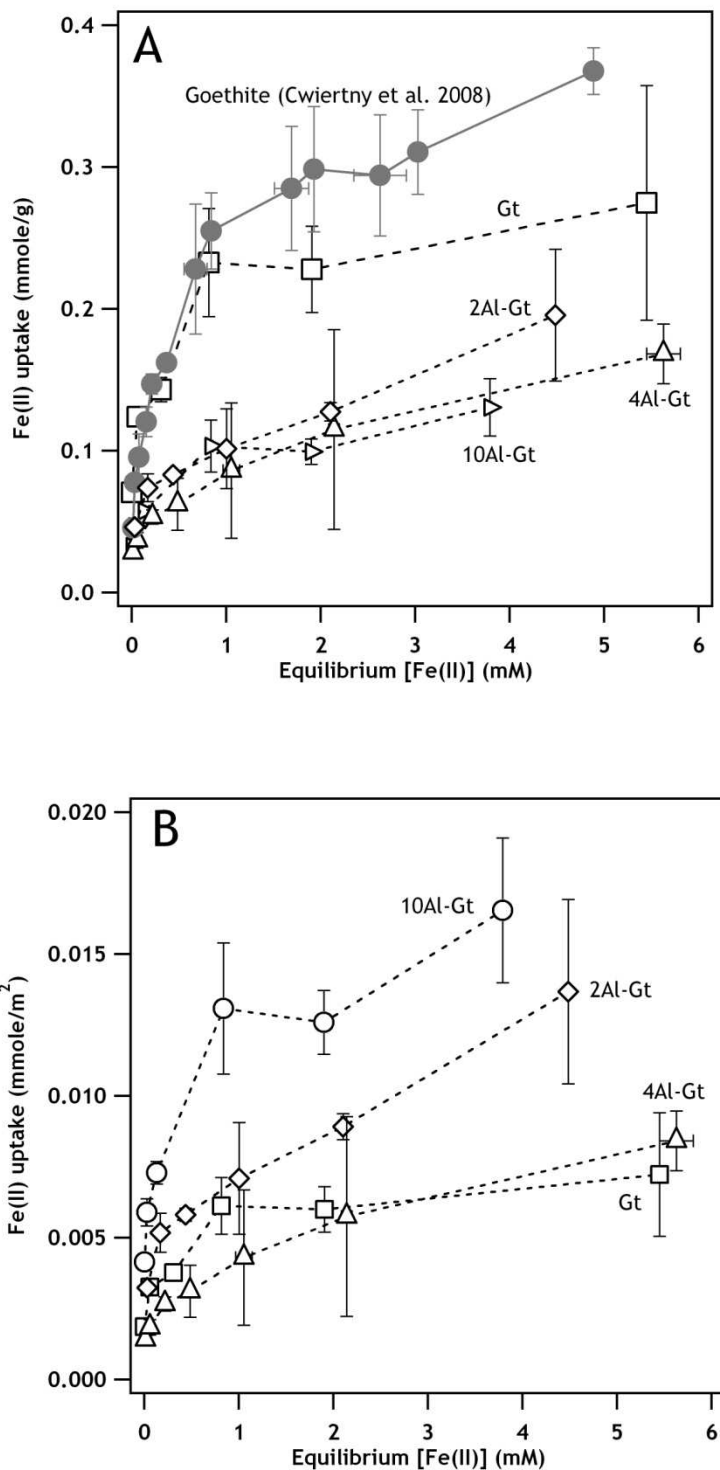 A
0.4
Goethite (Cwiertny et al. 2008)
0.3
Gt
Fe(II) uptake (mmole/g)
0.2
2Al-Gt
4Al-Gt
10Al-Gt
0.1
0.0
0 1 2 3 4 5 6
Equilibrium [Fe(II)] (mM)
0.020
B
10Al-Gt
0.015
2Al-Gt
Fe(II) uptake (mmole/m²)
0.010
4Al-Gt
Gt
0.005
0.000
0 1 2 3 4 5 6
Equilibrium [Fe(II)] (mM)